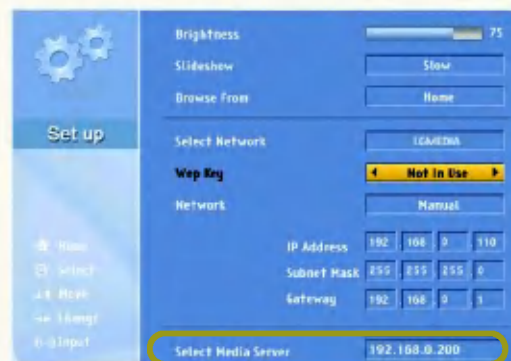 Brightness 75
Slideshow Slow
Browse From Home
Set up
Select Network LGMEDIA
Wep Key Not In Use
Network Manual
IP Address 192 168 0 110
Subnet Mask 255 255 255 0
Gateway 192 168 0 1
Home
Select
Move
Change
Input
Select Media Server 192.168.0.200